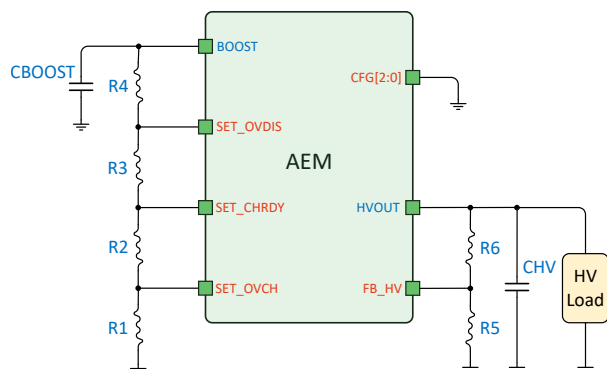 BOOST
CBOOST
R4
CFG[2:0]
SET_OVDIS
R3
AEM
SET_CHRDY
HVOUT
R2
R6
CHV
HV
Load
SET_OVCH
FB_HV
R1
R5